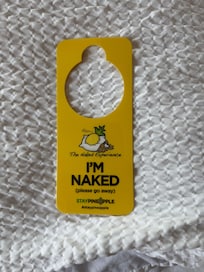 The Naked Experience
I'M
NAKED
(please go away)
STAYPINEAPPLE